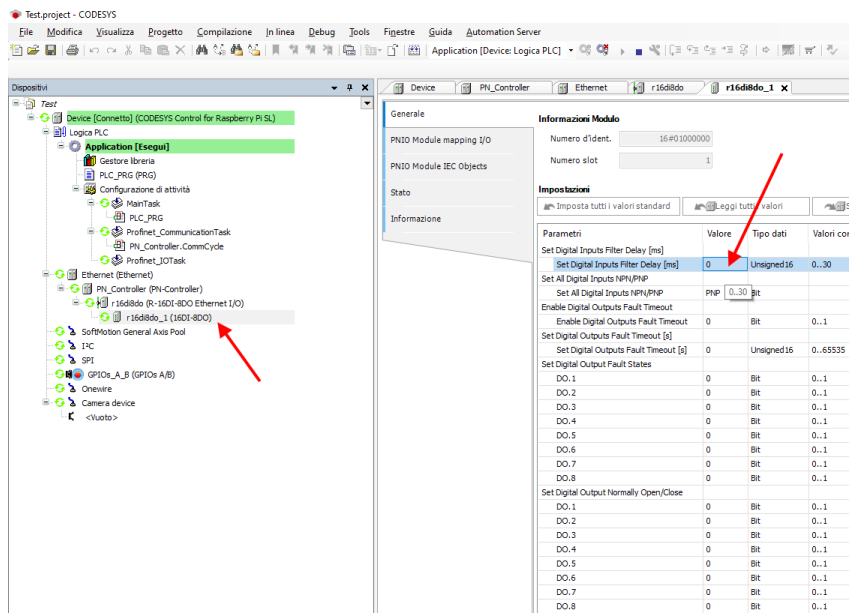 Test.project - CODESYS
File Modifica Visualizza Progetto Compilazione In linea Debug Tools Finestre Guida Automation Server
Application [Device: Logica PLC]
Dispositivi
Test
Device [Connetto] (CODESYS Control for Raspberry Pi SL)
Logica PLC
Application [Esegui]
Gestore libreria
PLC_PRG (PRG)
Configurazione di attività
MainTask
PLC_PRG
Profinet_CommunicationTask
PN_Controller.CommCycle
Profinet_IOTask
Ethernet (Ethernet)
PN_Controller (PN-Controller)
r16di8do (R-16DI-8DO Ethernet I/O)
r16di8do_1 (16DI-8DO)
SoftMotion General Axis Pool
I²C
SPI
GPIOs_A_B (GPIOs A/B)
Onewire
Camera device
<Vuoto>
Device PN_Controller Ethernet r16di8do r16di8do_1
Generale
PNIO Module mapping I/O
PNIO Module IEC Objects
Stato
Informazione
Informazioni Modulo
Numero d'ident. 16#01000000
Numero slot 1
Impostazioni
Imposta tutti i valori standard Leggi tutti valori
Parametri Valore Tipo dati Valori cor
Set Digital Inputs Filter Delay [ms]
Set Digital Inputs Filter Delay [ms] 0 Unsigned16 0..30
Set All Digital Inputs NPN/PNP
Set All Digital Inputs NPN/PNP PNP 0..30 Bit
Enable Digital Outputs Fault Timeout
Enable Digital Outputs Fault Timeout 0 Bit 0..1
Set Digital Outputs Fault Timeout [s]
Set Digital Outputs Fault Timeout [s] 0 Unsigned16 0..65535
Set Digital Output Fault States
DO.1 0 Bit 0..1
DO.2 0 Bit 0..1
DO.3 0 Bit 0..1
DO.4 0 Bit 0..1
DO.5 0 Bit 0..1
DO.6 0 Bit 0..1
DO.7 0 Bit 0..1
DO.8 0 Bit 0..1
Set Digital Output Normally Open/Close
DO.1 0 Bit 0..1
DO.2 0 Bit 0..1
DO.3 0 Bit 0..1
DO.4 0 Bit 0..1
DO.5 0 Bit 0..1
DO.6 0 Bit 0..1
DO.7 0 Bit 0..1
DO.8 0 Bit 0..1